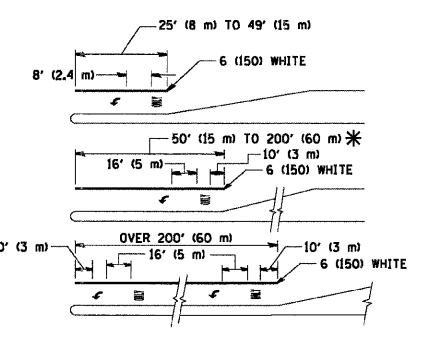 25' (8 m) TO 49' (15 m)
8' (2.4 m)
6 (150) WHITE
50' (15 m) TO 200' (60 m) *
16' (5 m)
10' (3 m)
6 (150) WHITE
OVER 200' (60 m)
0' (3 m)
16' (5 m)
10' (3 m)
6 (150) WHITE